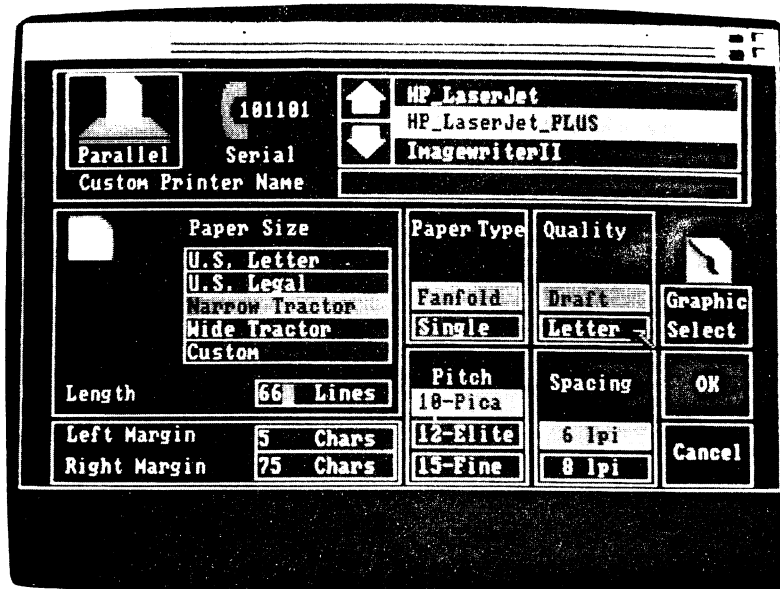 101101
Parallel
Serial
Custom Printer Name
HP_LaserJet
HP_LaserJet_PLUS
ImagewriterII
Paper Size
U.S. Letter
U.S. Legal
Narrow Tractor
Wide Tractor
Custom
Length 66 Lines
Left Margin 5 Chars
Right Margin 75 Chars
Paper Type
Fanfold
Single
Quality
Draft
Letter
Pitch
10-Pica
12-Elite
15-Fine
Spacing
6 lpi
8 lpi
Graphic
Select
OK
Cancel